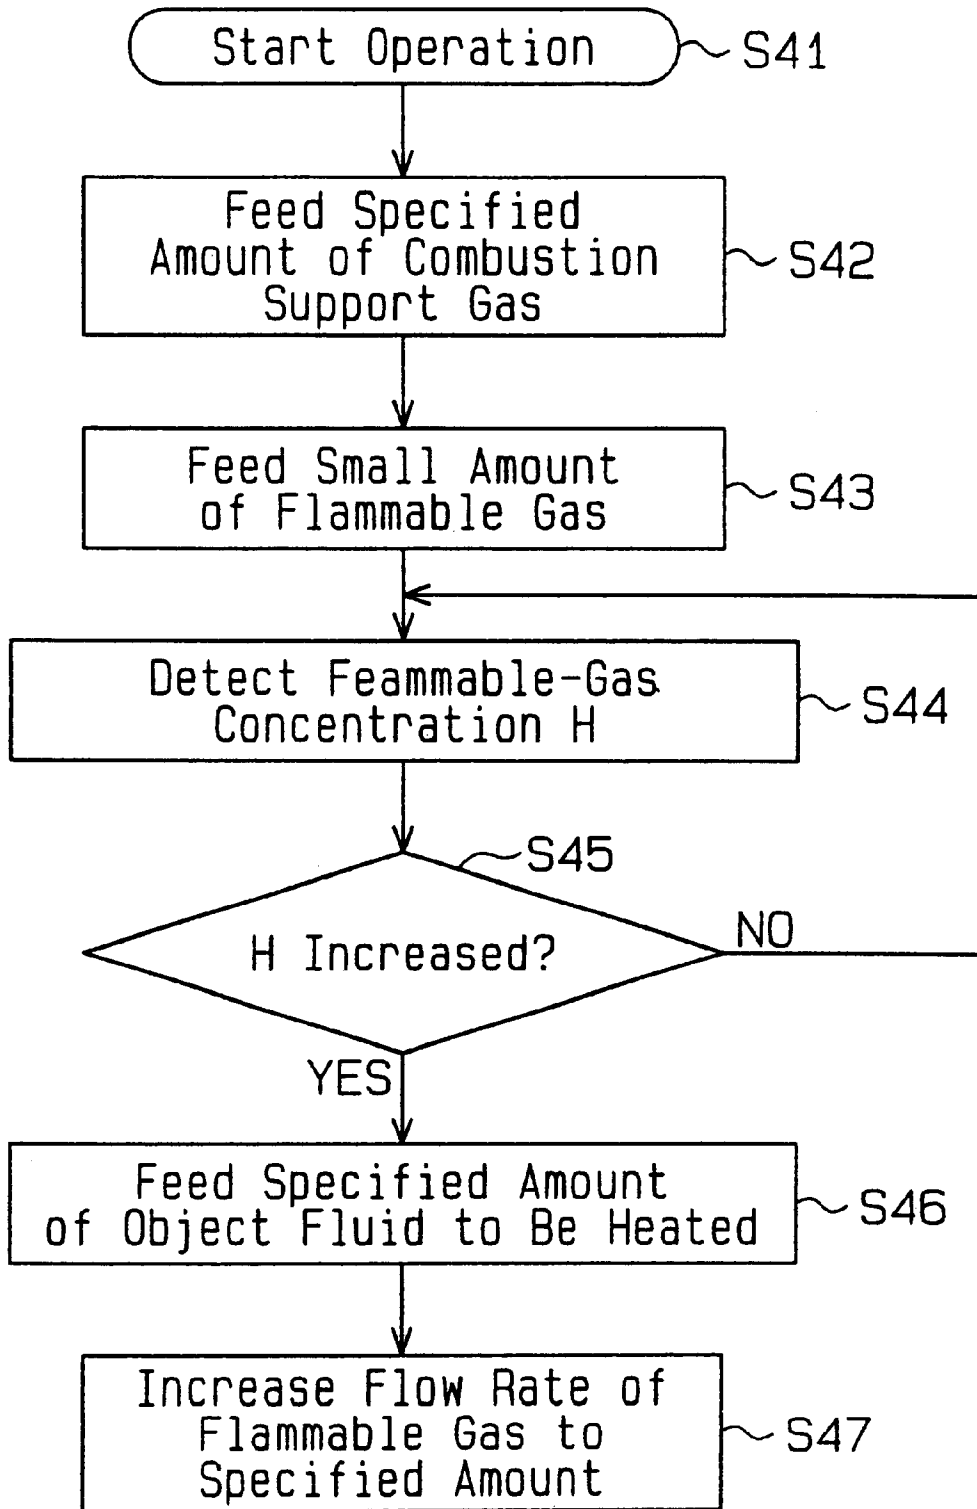 Start Operation
S41
Feed Specified
Amount of Combustion
Support Gas
S42
Feed Small Amount
of Flammable Gas
S43
Detect Feammable-Gas
Concentration H
S44
S45
H Increased?
NO
YES
Feed Specified Amount
of Object Fluid to Be Heated
S46
Increase Flow Rate of
Flammable Gas to
Specified Amount
S47